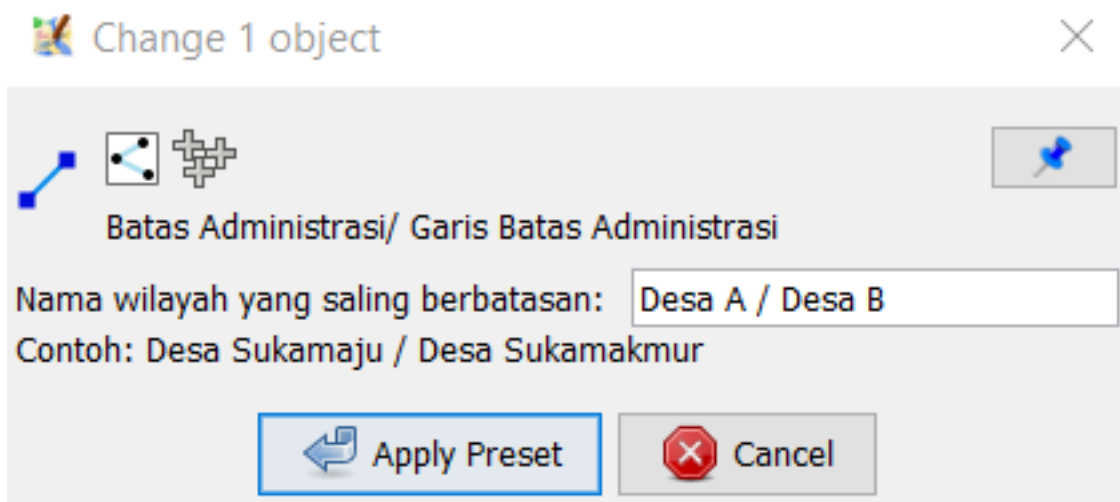 Change 1 object
Batas Administrasi/ Garis Batas Administrasi
Nama wilayah yang saling berbatasan: Desa A / Desa B
Contoh: Desa Sukamaju / Desa Sukamakmur
Apply Preset Cancel